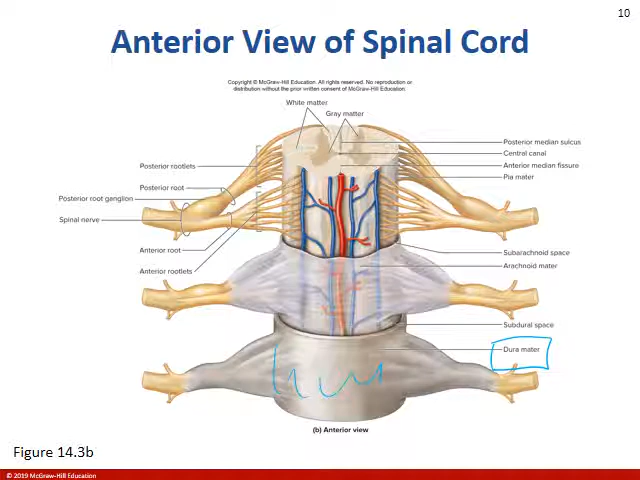 10
Anterior View of Spinal Cord
Copyright © McGraw-Hill Education. All rights reserved. No reproduction or
distribution without the prior written consent of McGraw-Hill Education.
White matter
Gray matter
Posterior median sulcus
Central canal
Anterior median fissure
Pia mater
Posterior rootlets
Posterior root
Posterior root ganglion
Spinal nerve
Anterior root
Anterior rootlets
Subarachnoid space
Arachnoid mater
Subdural space
Dura mater
(b) Anterior view
Figure 14.3b
© 2019 McGraw-Hill Education